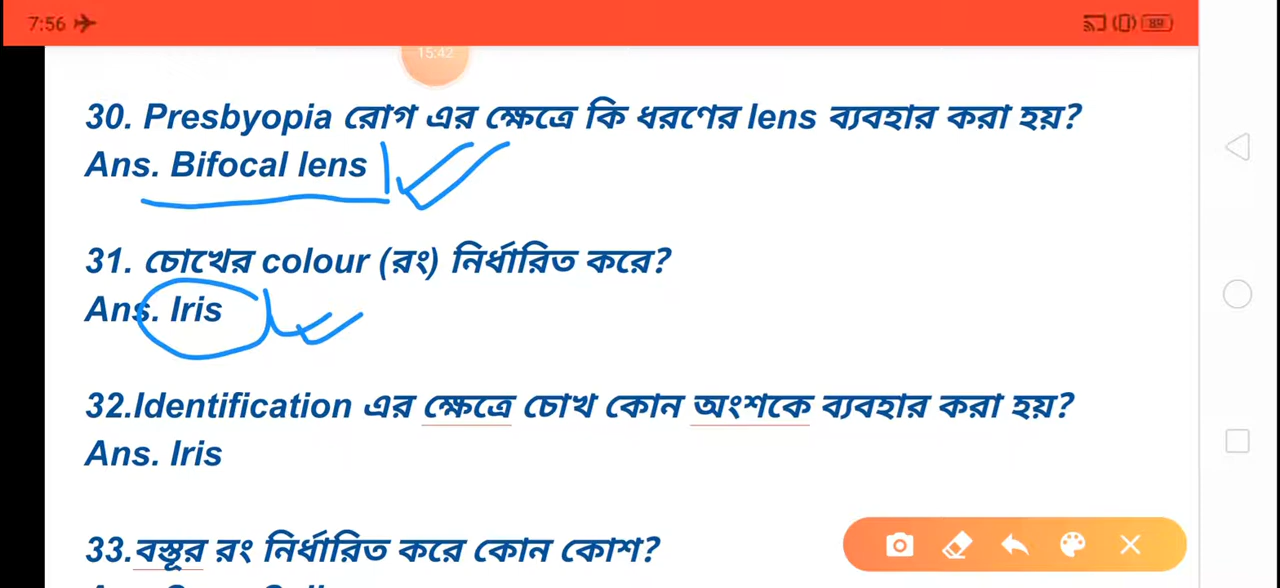 7:56
89
15:42
30. Presbyopia রোগ এর ক্ষেত্রে কি ধরণের lens ব্যবহার করা হয়?
Ans. Bifocal lens
31. চোখের colour (রং) নির্ধারিত করে?
Ans. Iris
32.Identification এর ক্ষেত্রে চোখ কোন অংশকে ব্যবহার করা হয়?
Ans. Iris
33.বস্তূর রং নির্ধারিত করে কোন কোশ?